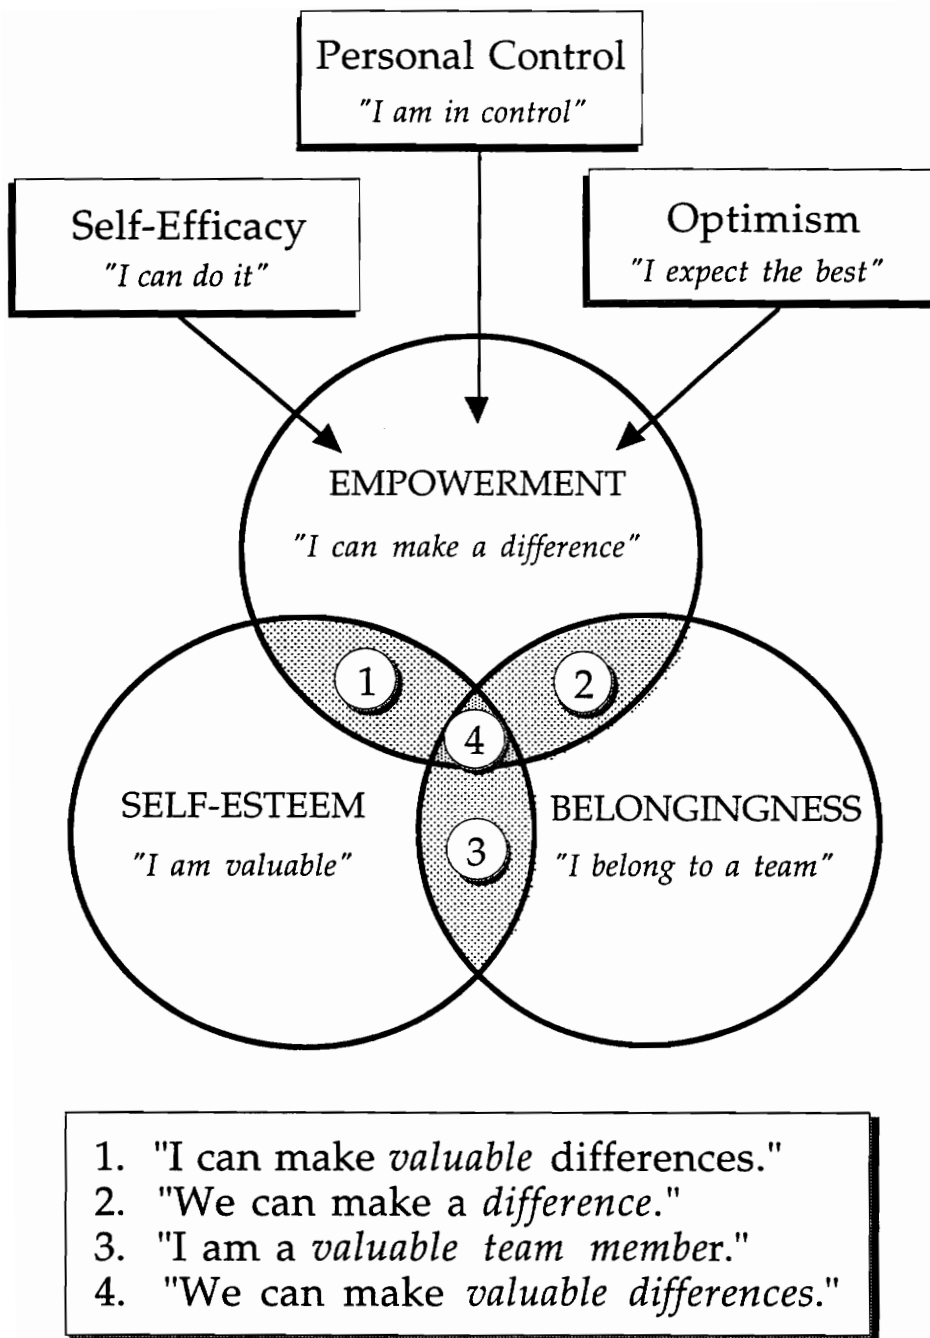 Personal Control
"I am in control"
Self-Efficacy
"I can do it"
Optimism
"I expect the best"
EMPOWERMENT
"I can make a difference"
1
2
4
SELF-ESTEEM
"I am valuable"
BELONGINGNESS
"I belong to a team"
3
1. "I can make valuable differences."
2. "We can make a difference."
3. "I am a valuable team member."
4. "We can make valuable differences."